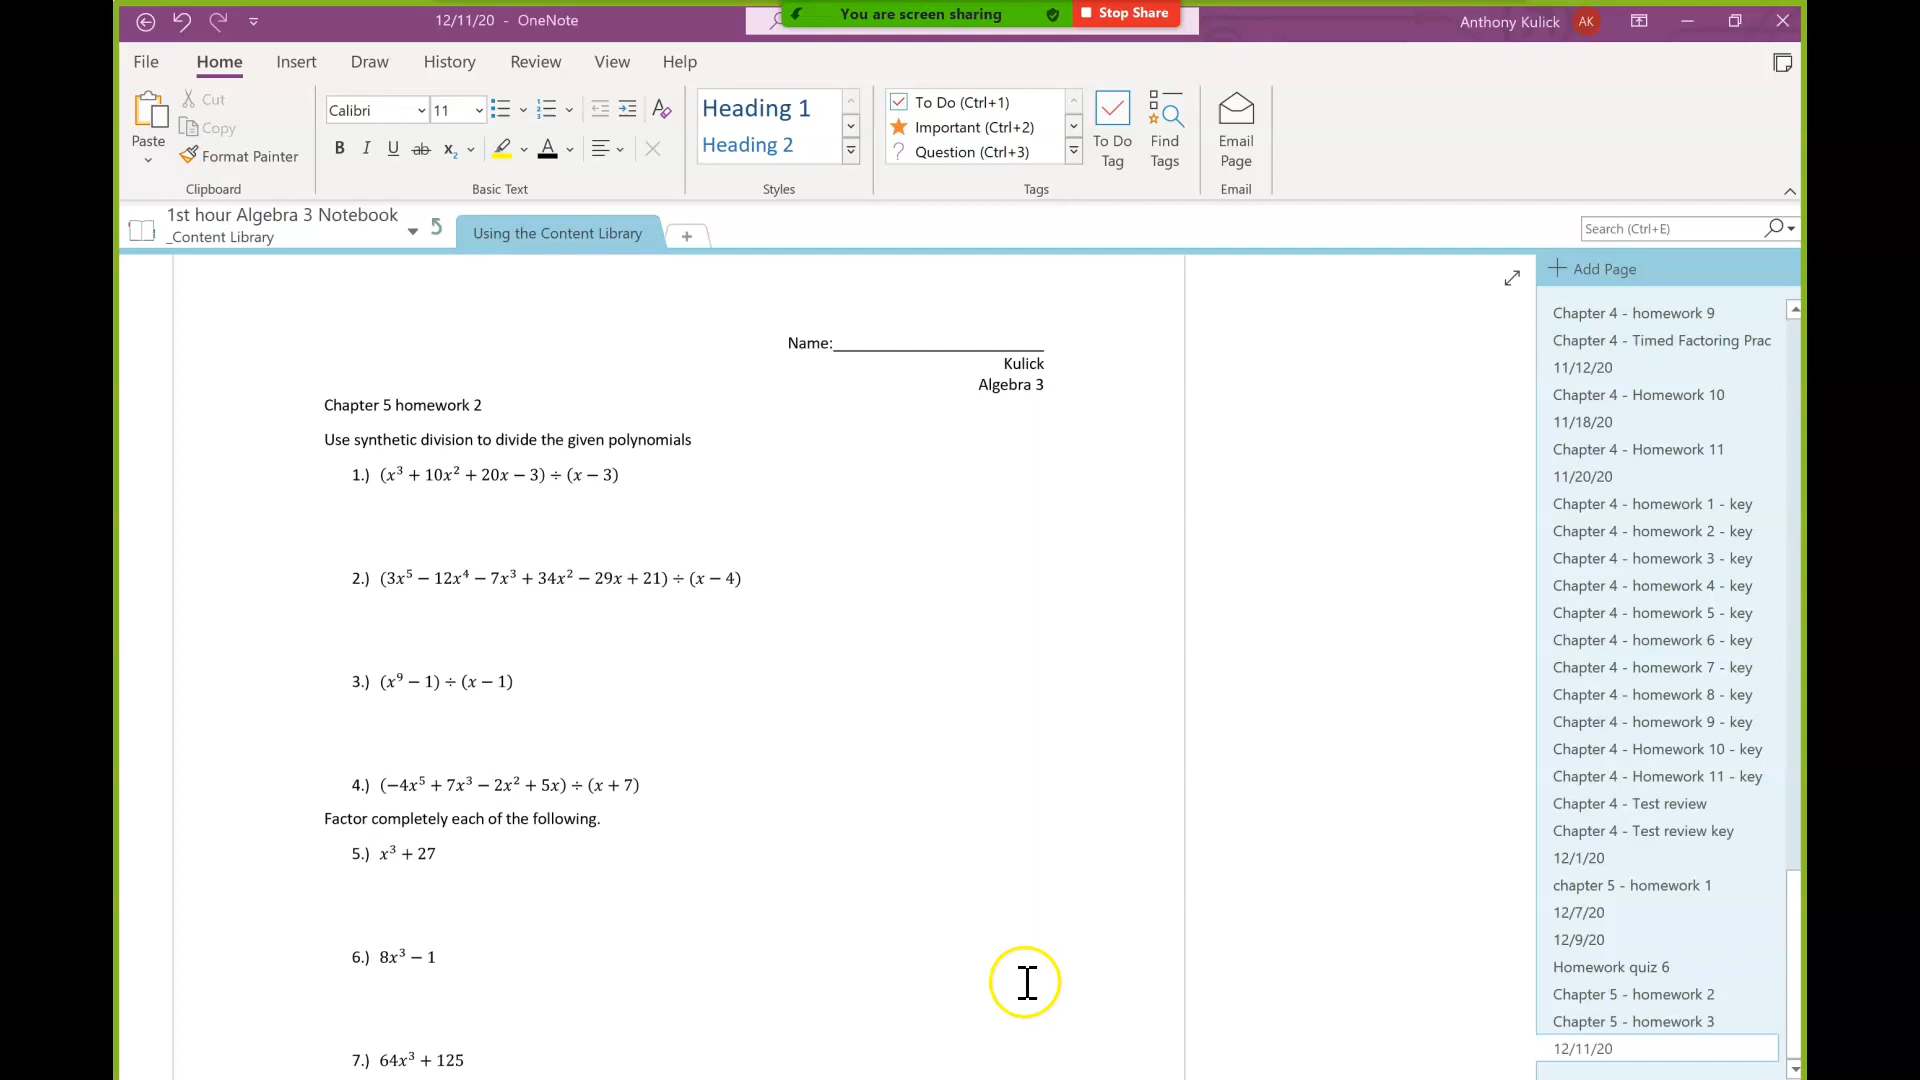 12/11/20 - OneNote
You are screen sharing
Stop Share
Anthony Kulick
AK
File Home Insert Draw History Review View Help
Paste
Cut
Copy
Format Painter
Clipboard
Calibri 11
B I U ab x₂ A
Basic Text
Heading 1
Heading 2
Styles
To Do (Ctrl+1)
Important (Ctrl+2)
Question (Ctrl+3)
Tags
To Do Tag
Find Tags
Email Page
Email
1st hour Algebra 3 Notebook
_Content Library
Using the Content Library
Search (Ctrl+E)
Name:
Kulick
Algebra 3
Chapter 5 homework 2
Use synthetic division to divide the given polynomials
1.) (x³ + 10x² + 20x − 3) ÷ (x − 3)
2.) (3x⁵ − 12x⁴ − 7x³ + 34x² − 29x + 21) ÷ (x − 4)
3.) (x⁹ − 1) ÷ (x − 1)
4.) (−4x⁵ + 7x³ − 2x² + 5x) ÷ (x + 7)
Factor completely each of the following.
5.) x³ + 27
6.) 8x³ − 1
7.) 64x³ + 125
Add Page
Chapter 4 - homework 9
Chapter 4 - Timed Factoring Prac
11/12/20
Chapter 4 - Homework 10
11/18/20
Chapter 4 - Homework 11
11/20/20
Chapter 4 - homework 1 - key
Chapter 4 - homework 2 - key
Chapter 4 - homework 3 - key
Chapter 4 - homework 4 - key
Chapter 4 - homework 5 - key
Chapter 4 - homework 6 - key
Chapter 4 - homework 7 - key
Chapter 4 - homework 8 - key
Chapter 4 - homework 9 - key
Chapter 4 - Homework 10 - key
Chapter 4 - Homework 11 - key
Chapter 4 - Test review
Chapter 4 - Test review key
12/1/20
chapter 5 - homework 1
12/7/20
12/9/20
Homework quiz 6
Chapter 5 - homework 2
Chapter 5 - homework 3
12/11/20